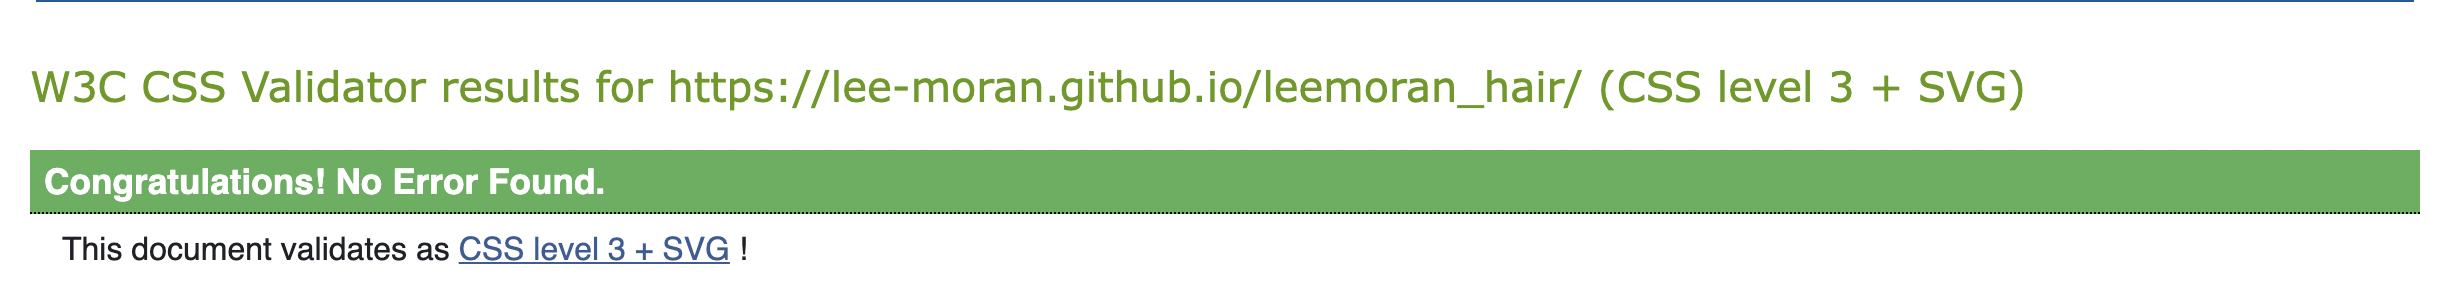 W3C CSS Validator results for https://lee-moran.github.io/leemoran_hair/ (CSS level 3 + SVG)
Congratulations! No Error Found.
This document validates as CSS level 3 + SVG !